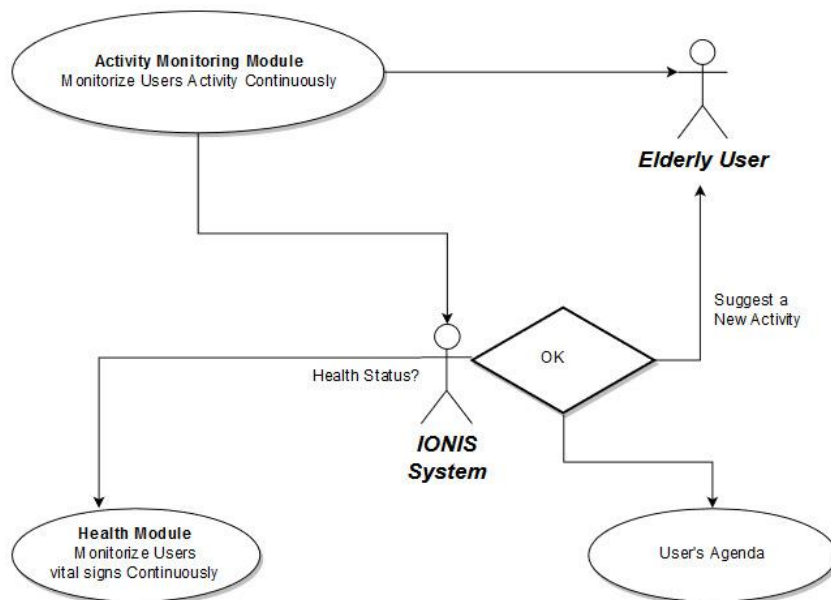 Activity Monitoring Module
Monitorize Users Activity Continuously
Elderly User
Suggest a
New Activity
OK
Health Status?
IONIS
System
Health Module
Monitorize Users
vital signs Continuously
User's Agenda